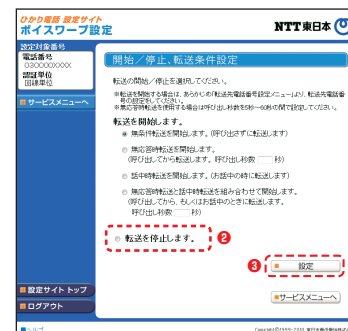 ひかり電話 設定サイト
ボイスワープ設定
NTT東日本
設定対象番号
電話番号
030000XXXX
認証単位
回線単位
サービスメニューへ
開始／停止、転送条件設定
転送の開始／停止を選択してください。
※転送を開始する場合は、あらかじめ「転送先電話番号設定メニュー」より、転送先電話番
号の設定をしてください。
※無応答時転送を使用する場合は呼び出し秒数を5秒～60秒の間で設定してください。
転送を開始します。
無条件転送を開始します。(呼び出さずに転送します)
無応答時転送を開始します。
(呼び出してから転送します。 呼び出し秒数 秒)
話中時転送を開始します。(お話中の時に転送します)
無応答時転送と話中時転送を組み合わせて開始します。
(呼び出してから、もしくはお話中のときに転送します。
呼び出し秒数 秒)
転送を停止します。
2
3
設定
サービスメニューへ
設定サイト トップ
ログアウト
ヘルプ
Copyright©1999-2010 東日本電信電話株式